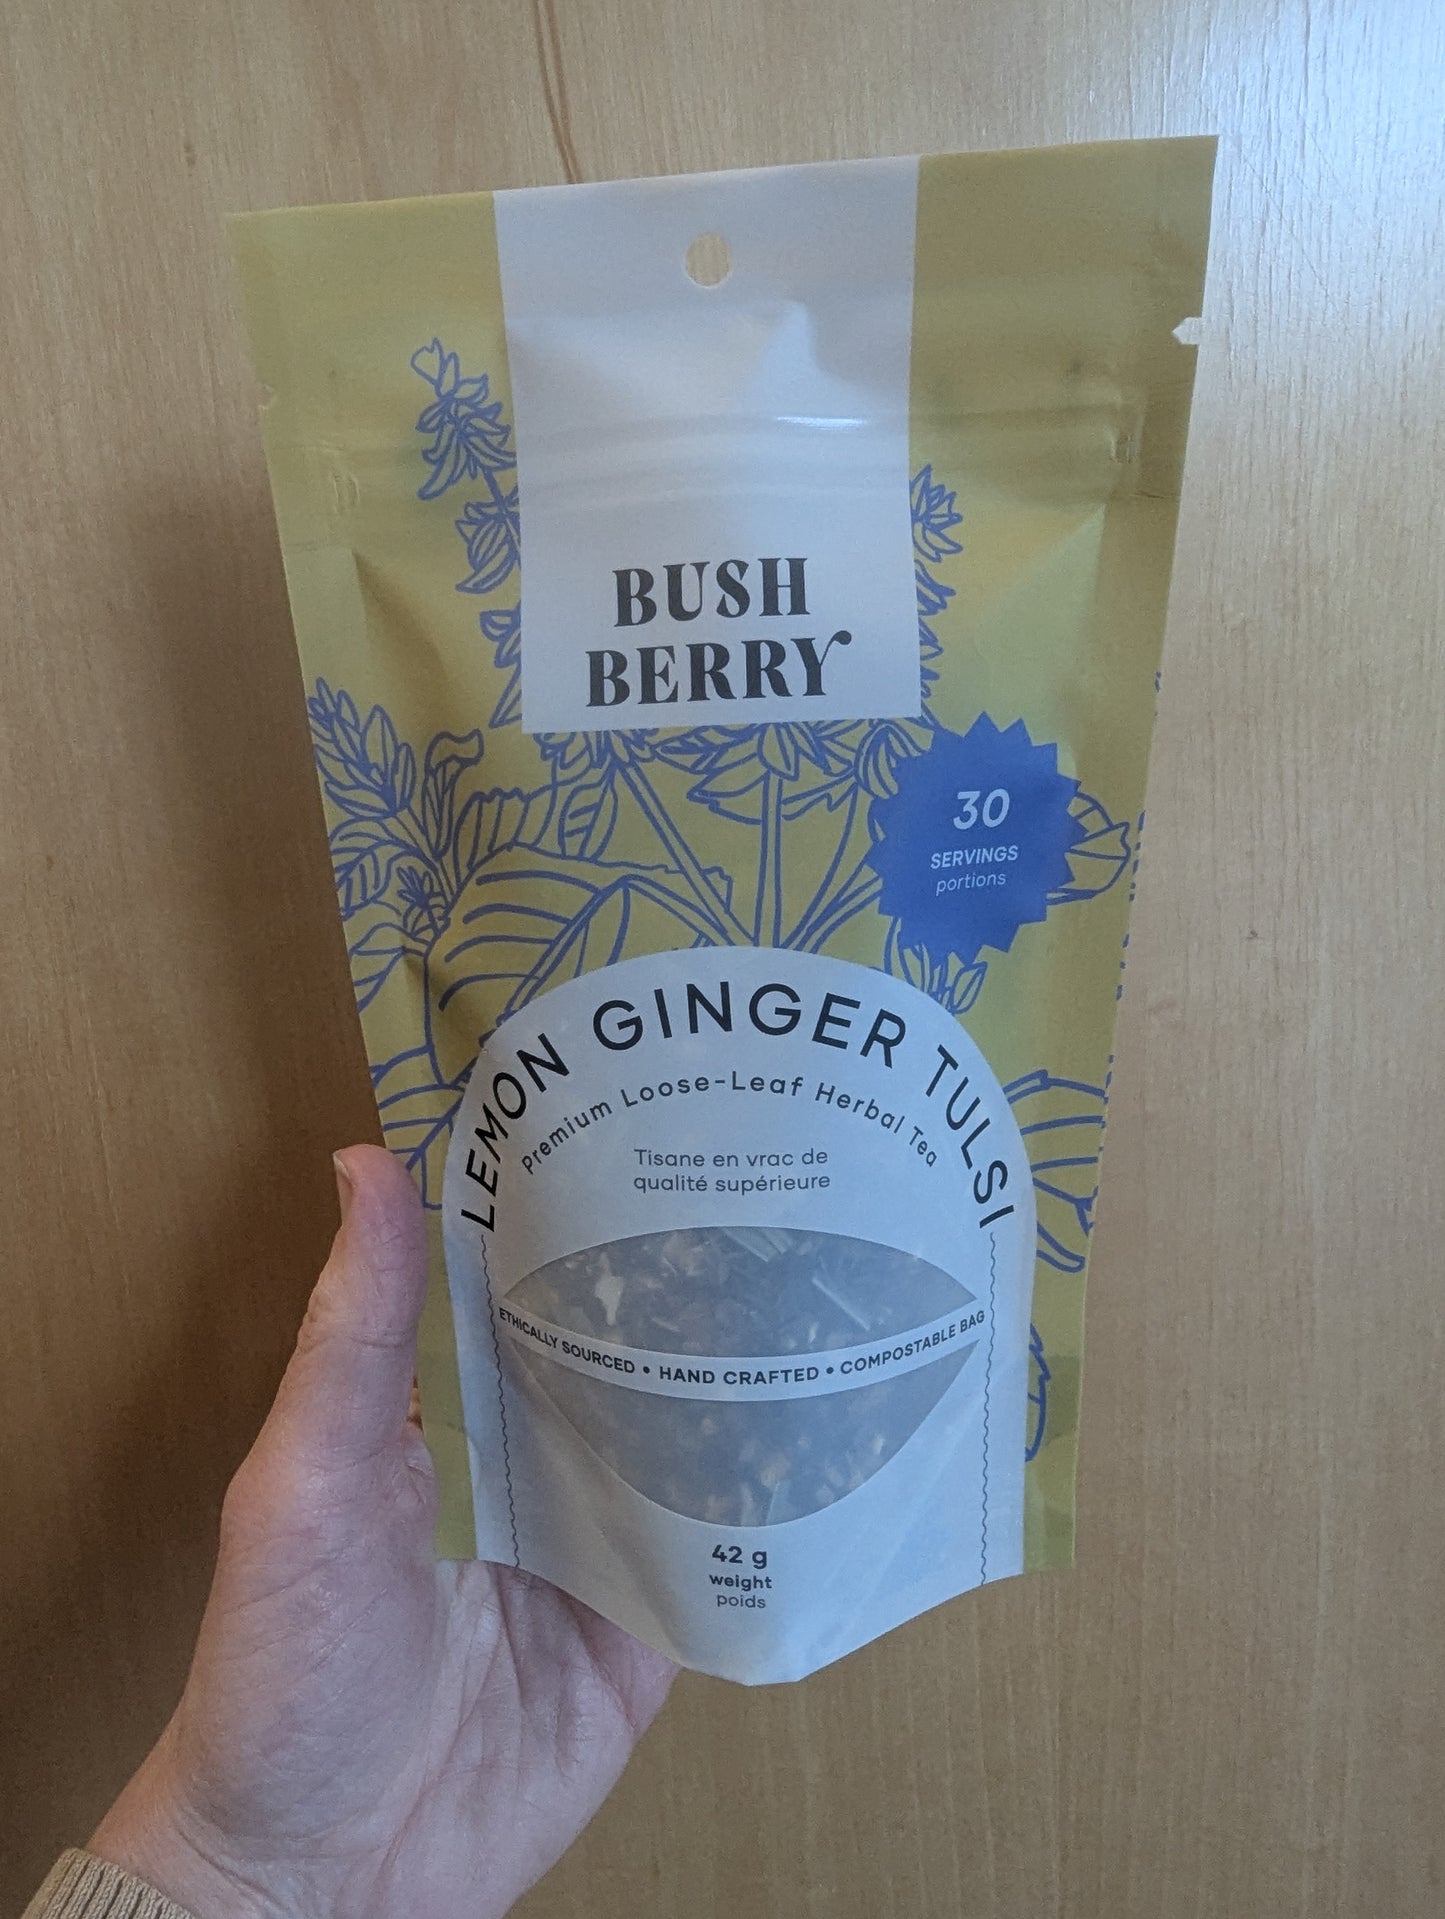 BUSH
BERRY
30
SERVINGS
portions
LEMON GINGER TULSI
Premium Loose-Leaf Herbal Tea
Tisane en vrac de
qualité supérieure
ETHICALLY SOURCED • HAND CRAFTED • COMPOSTABLE BAG
42 g
weight
poids